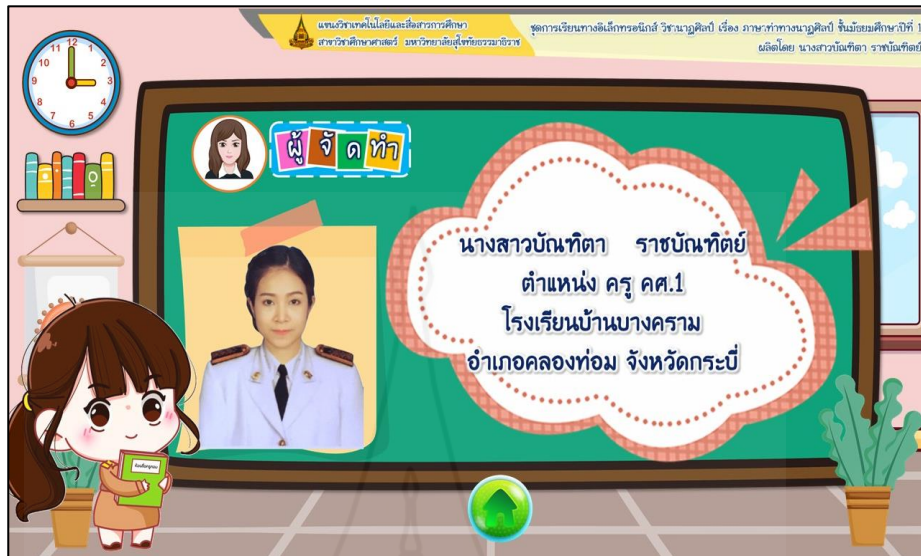 แขนงวิชาเทคโนโลยีและสื่อสารการศึกษา
สาขาวิชาศึกษาศาสตร์ มหาวิทยาลัยสุโขทัยธรรมาธิราช
ชุดการเรียนทางอิเล็กทรอนิกส์ วิชานาฏศิลป์ เรื่อง ภาษาท่าทางนาฏศิลป์ ชั้นมัธยมศึกษาปีที่ 1
ผลิตโดย นางสาวบัณฑิตา ราชบัณฑิตย์
12
11 1
10 2
9 3
8 4
7 5
6
ผู้จัดทำ
นางสาวบัณฑิตา ราชบัณฑิตย์
ตำแหน่ง ครู คศ.1
โรงเรียนบ้านบางคราม
อำเภอคลองท่อม จังหวัดกระบี่